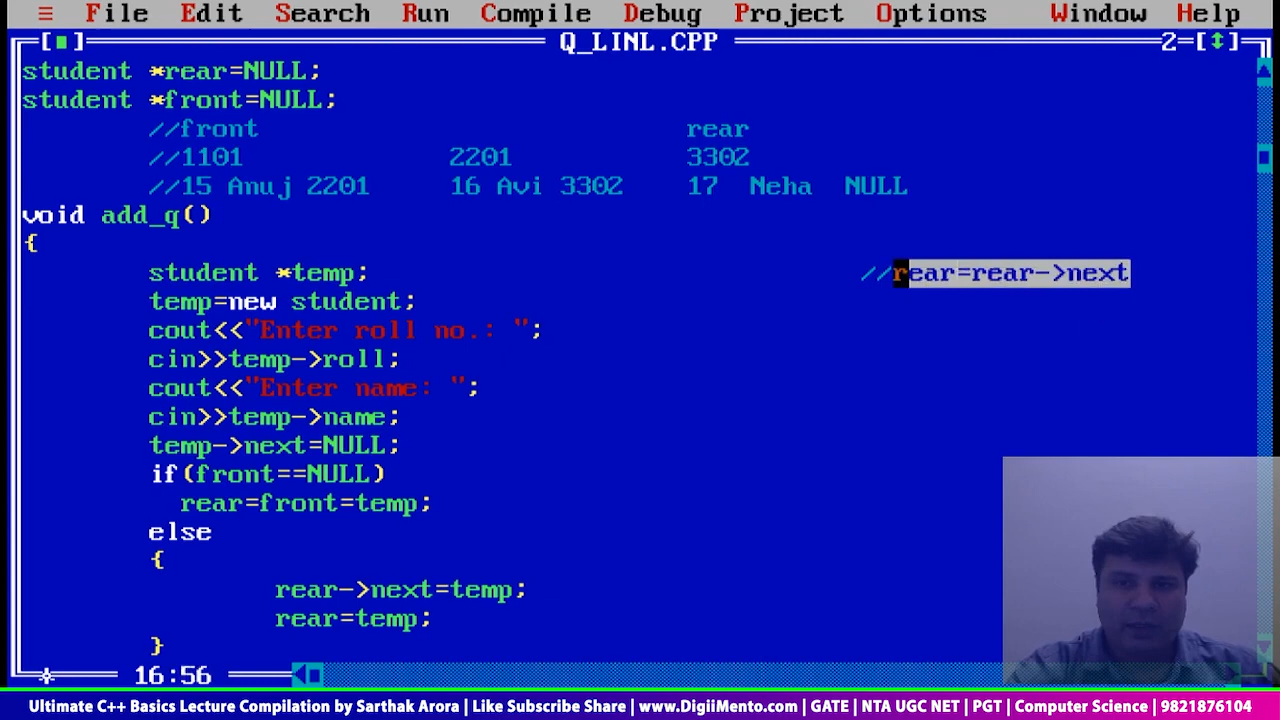 ≡ File Edit Search Run Compile Debug Project Options Window Help
[■] Q_LINL.CPP 2=[↕]
student *rear=NULL;
student *front=NULL;
//front rear
//1101 2201 3302
//15 Anuj 2201 16 Avi 3302 17 Neha NULL
void add_q()
{
student *temp; //rear=rear->next
temp=new student;
cout<<"Enter roll no.: ";
cin>>temp->roll;
cout<<"Enter name: ";
cin>>temp->name;
temp->next=NULL;
if(front==NULL)
rear=front=temp;
else
{
rear->next=temp;
rear=temp;
}
16:56
Ultimate C++ Basics Lecture Compilation by Sarthak Arora | Like Subscribe Share | www.DigiiMento.com | GATE | NTA UGC NET | PGT | Computer Science | 9821876104